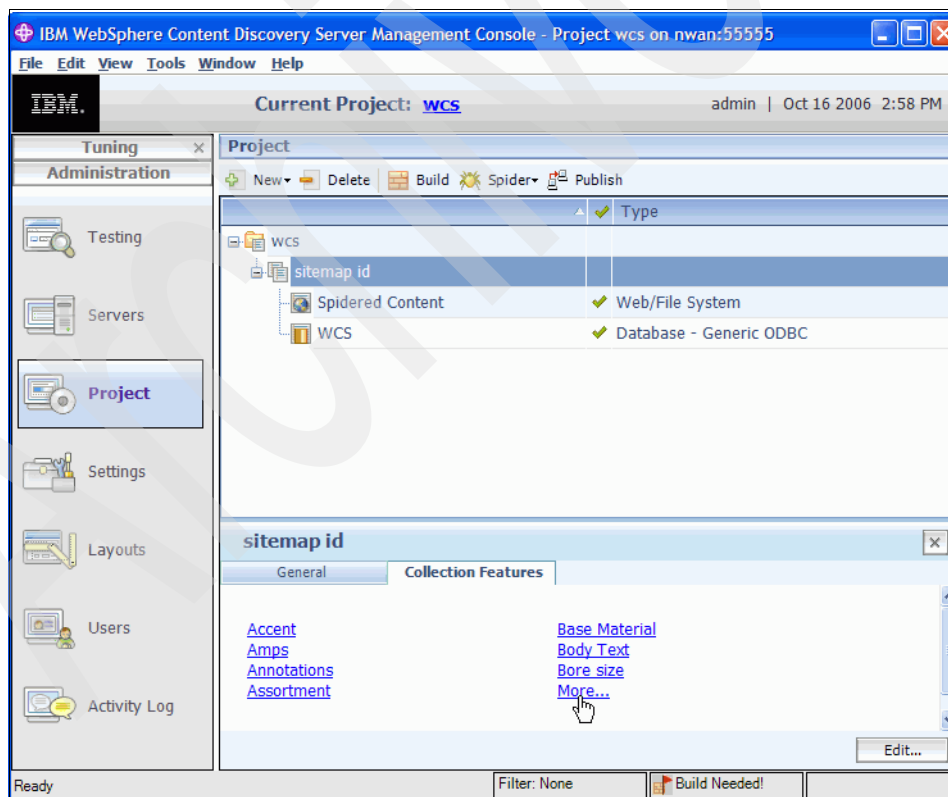 IBM WebSphere Content Discovery Server Management Console - Project wcs on nwan:55555
File Edit View Tools Window Help
IBM. Current Project: wcs admin | Oct 16 2006 2:58 PM
Tuning ×
Administration
Testing
Servers
Project
Settings
Layouts
Users
Activity Log
Project
New Delete Build Spider Publish
Type
wcs
sitemap id
Spidered Content Web/File System
WCS Database - Generic ODBC
sitemap id
General Collection Features
Accent Base Material
Amps Body Text
Annotations Bore size
Assortment More...
Edit...
Ready Filter: None Build Needed!